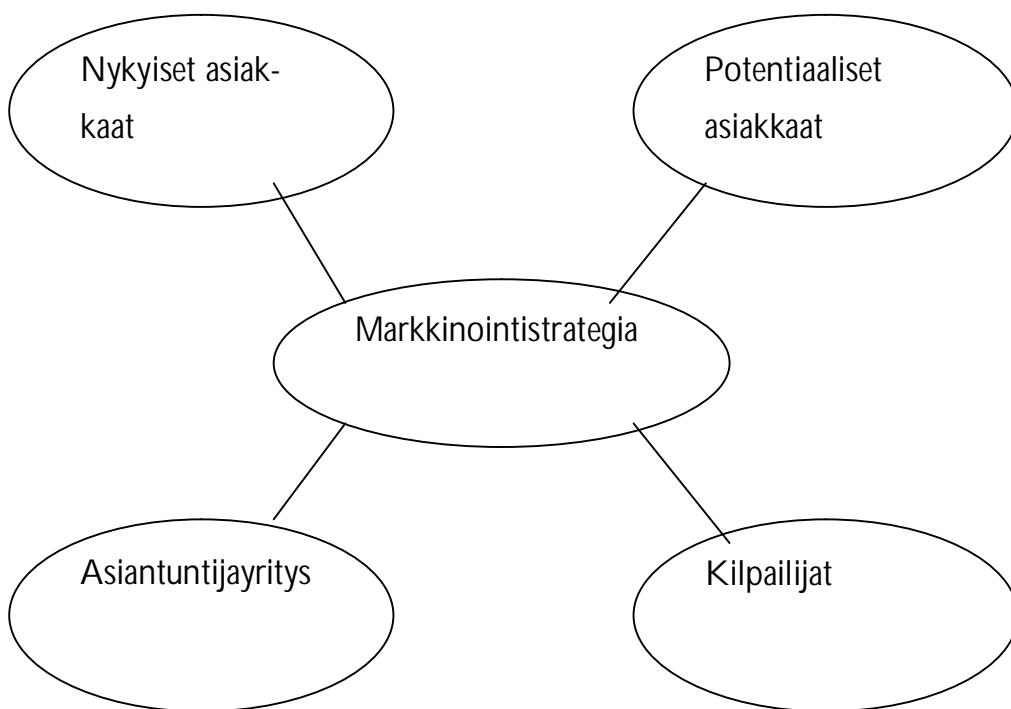 Nykyiset asiak-
kaat
Potentiaaliset
asiakkaat
Markkinointistrategia
Asiantuntijayritys
Kilpailijat